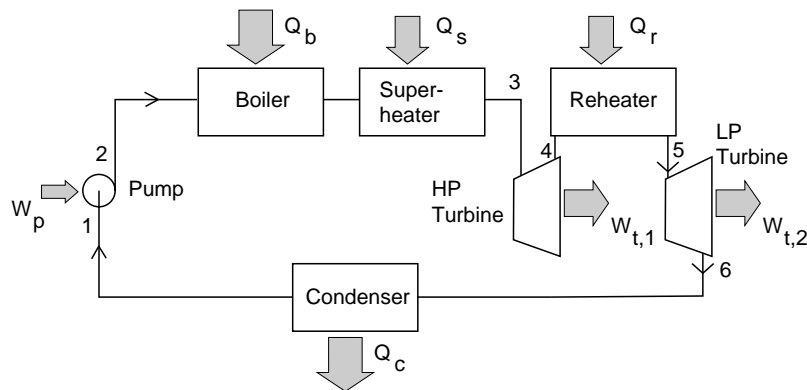 Q_b
Q_s
Q_r
Boiler
Super-
heater
3
Reheater
LP
Turbine
2
4
5
W_p
Pump
1
HP
Turbine
W_t,1
W_t,2
6
Condenser
Q_c